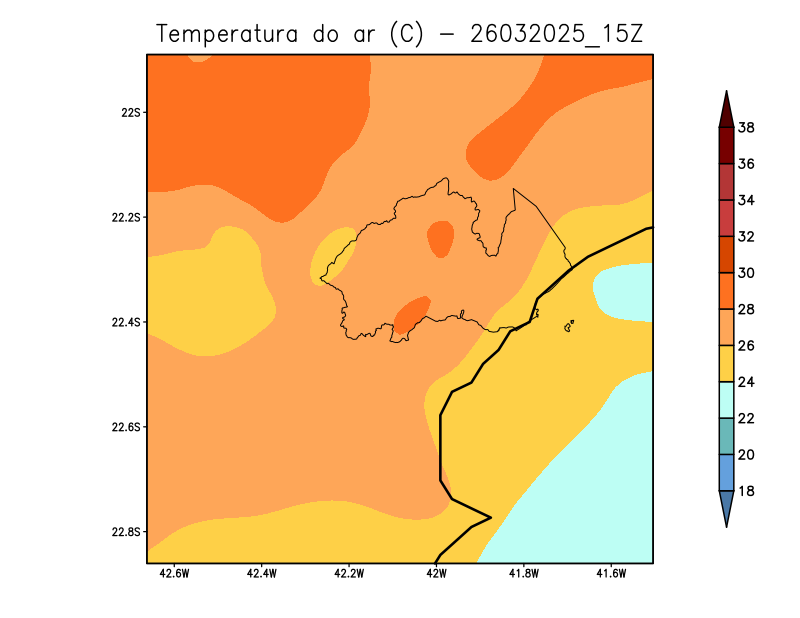 Temperatura do ar (C) - 26032025_15Z
22S
22.2S
22.4S
22.6S
22.8S
42.6W
42.4W
42.2W
42W
41.8W
41.6W
38
36
34
32
30
28
26
24
22
20
18